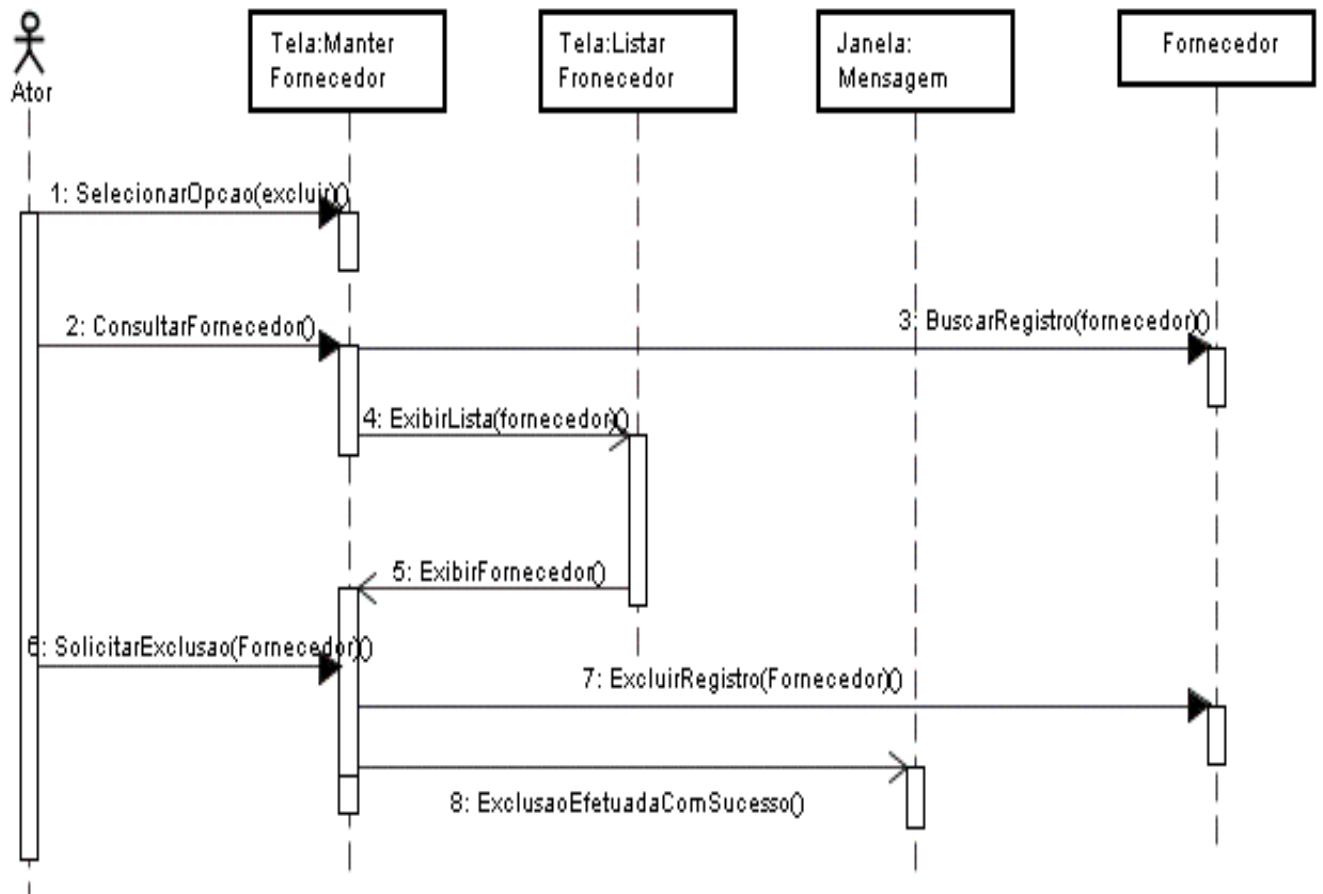 Ator
Tela:Manter
Fornecedor
Tela:Listar
Fronecedor
Janela:
Mensagem
Fornecedor
1: SelecionarOpcao(excluir)()
2: ConsultarFornecedor()
3: BuscarRegistro(fornecedor)()
4: ExibirLista(fornecedor)()
5: ExibirFornecedor()
6: SolicitarExclusao(Fornecedor)()
7: ExcluirRegistro(Fornecedor)()
8: ExclusaoEfetuadaComSucesso()